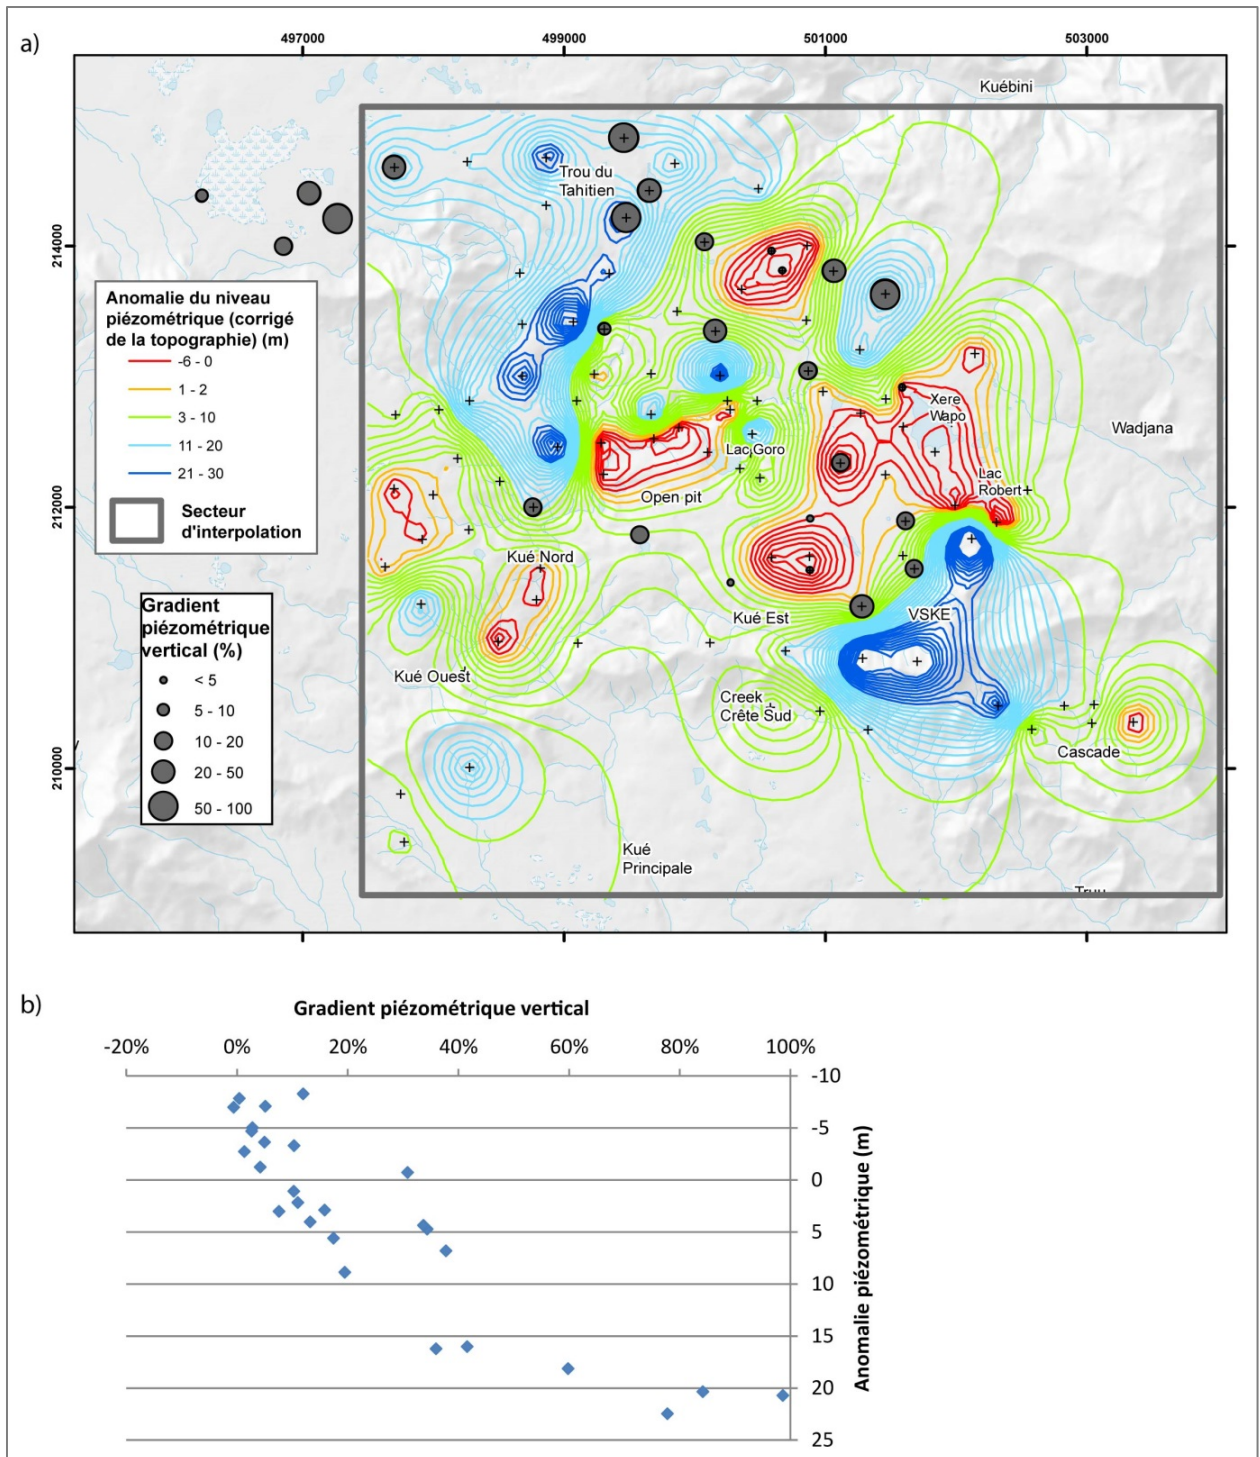 a)
497000
499000
501000
503000
Kuébini
Trou du
Tahitien
214000
Anomalie du niveau
piézométrique (corrigé
de la topographie) (m)
-6 - 0
1 - 2
3 - 10
11 - 20
21 - 30
Secteur
d'interpolation
Xere
Wapo
Wadjana
Lac Goro
Lac
Robert
Open pit
212000
Kué Nord
Gradient
piézométrique
vertical (%)
< 5
5 - 10
10 - 20
20 - 50
50 - 100
Kué Est
VSKE
Kué Ouest
Creek
Crête Sud
Cascade
210000
Kué
Principale
b)
Gradient piézométrique vertical
-20%
0%
20%
40%
60%
80%
100%
-10
-5
0
5
10
15
20
25
Anomalie piézométrique (m)